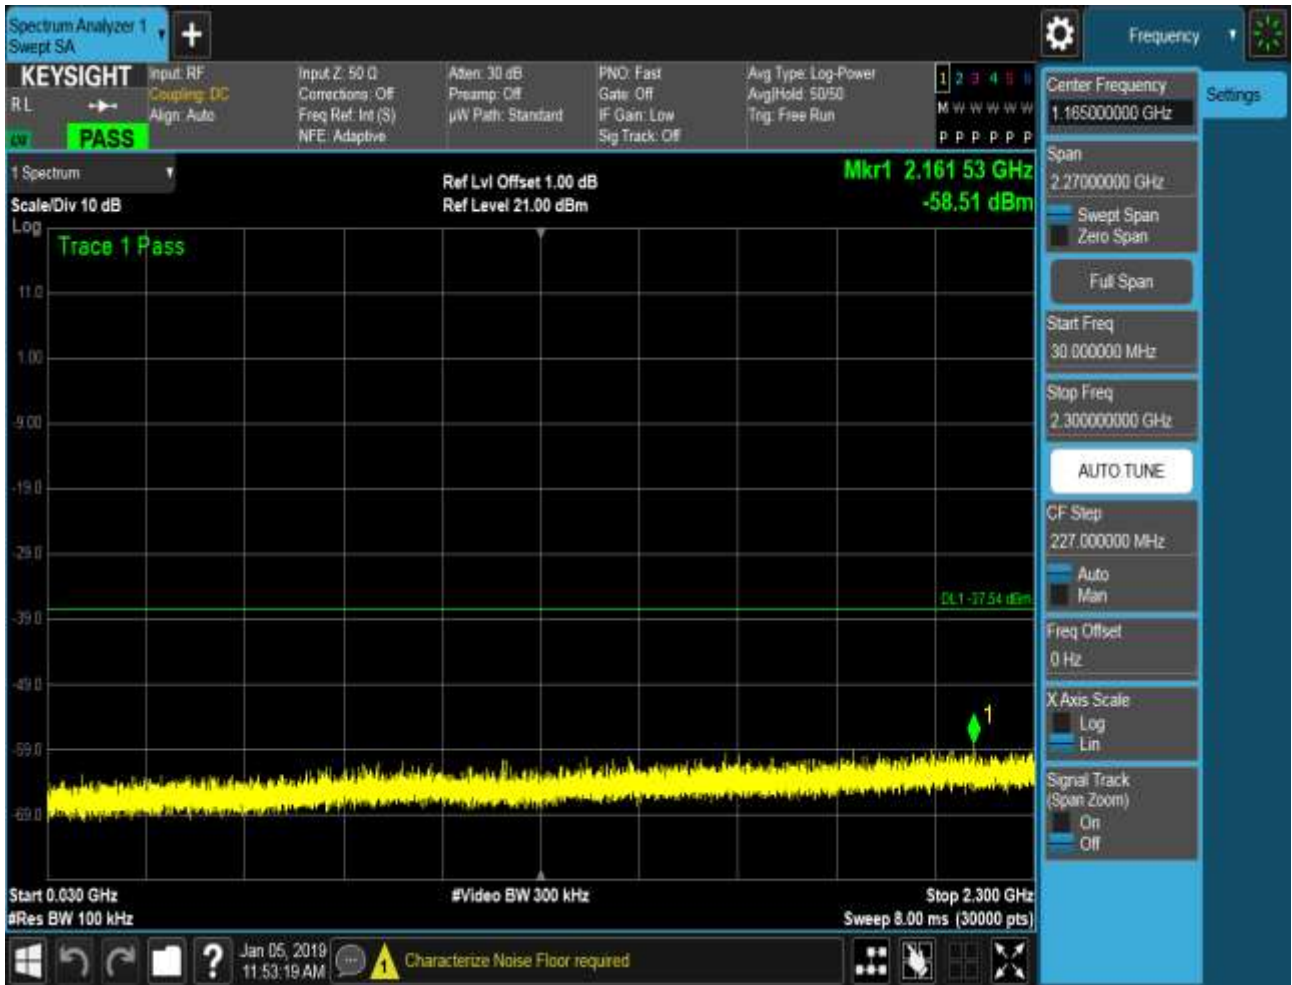 Spectrum Analyzer 1
Swept SA
Frequency
KEYSIGHT
RL
PASS
Input: RF
Coupling: DC
Align: Auto
Input Z: 50 Ω
Corrections: Off
Freq Ref: Int (S)
NFE: Adaptive
Atten: 30 dB
Preamp: Off
µW Path: Standard
PNO: Fast
Gate: Off
IF Gain: Low
Sig Track: Off
Avg Type: Log-Power
Avg|Hold: 50/50
Trig: Free Run
1 2 3 4 5 6
M W W W W W
P P P P P P
1 Spectrum
Scale/Div 10 dB
Ref Lvl Offset 1.00 dB
Ref Level 21.00 dBm
Mkr1 2.161 53 GHz
-58.51 dBm
Log
Trace 1 Pass
11.0
1.00
-9.00
-19.0
-29.0
DL1 -37.54 dBm
-39.0
-49.0
1
-59.0
-69.0
Start 0.030 GHz
#Video BW 300 kHz
Stop 2.300 GHz
#Res BW 100 kHz
Sweep 8.00 ms (30000 pts)
?
Jan 05, 2019
11:53:19 AM
Characterize Noise Floor required
Center Frequency
1.165000000 GHz
Settings
Span
2.27000000 GHz
Swept Span
Zero Span
Full Span
Start Freq
30.000000 MHz
Stop Freq
2.300000000 GHz
AUTO TUNE
CF Step
227.000000 MHz
Auto
Man
Freq Offset
0 Hz
X Axis Scale
Log
Lin
Signal Track
(Span Zoom)
On
Off